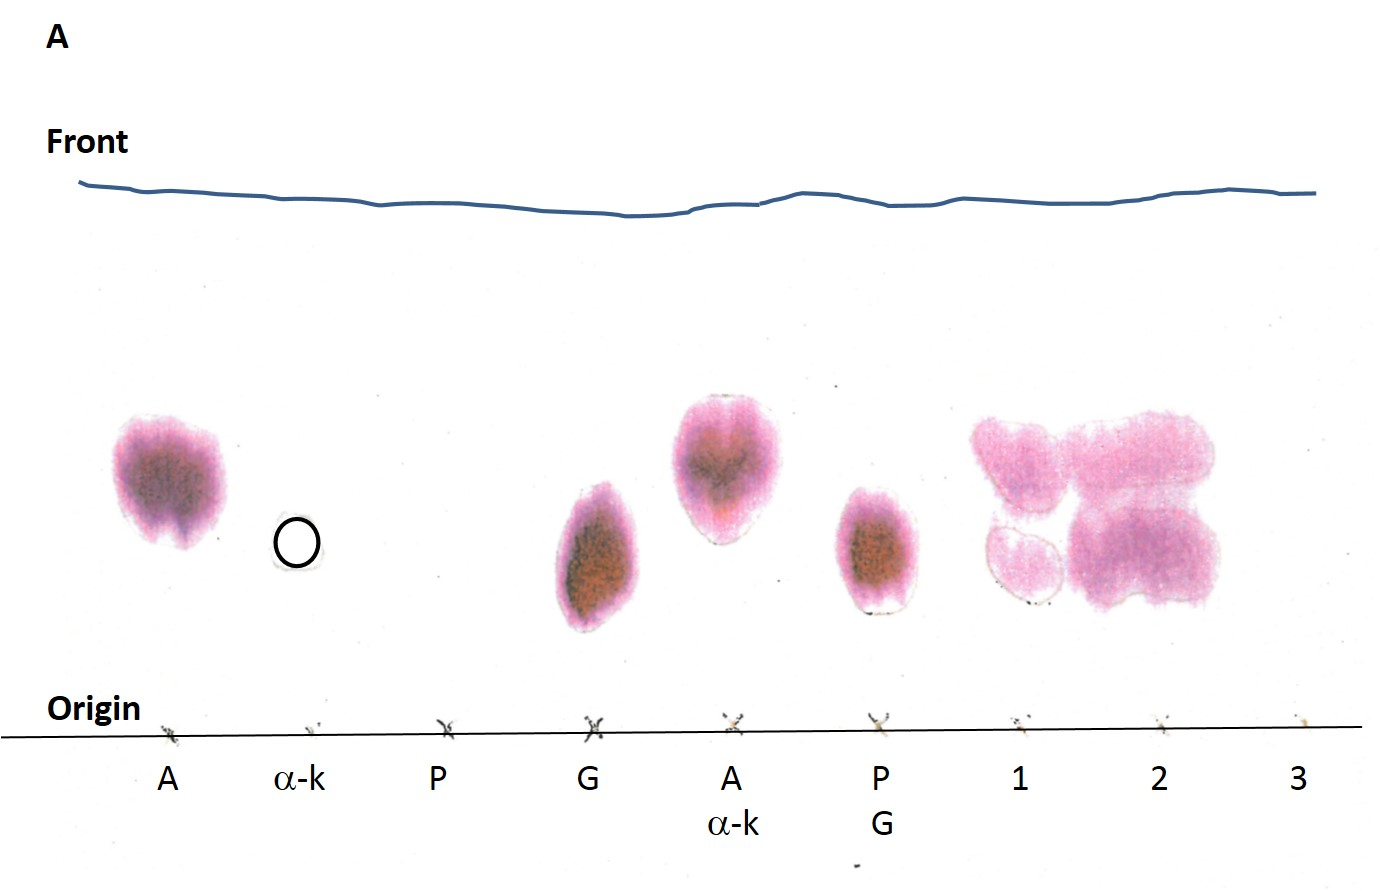 A
Front
Origin
A α-k P G A P 1 2 3
α-k G